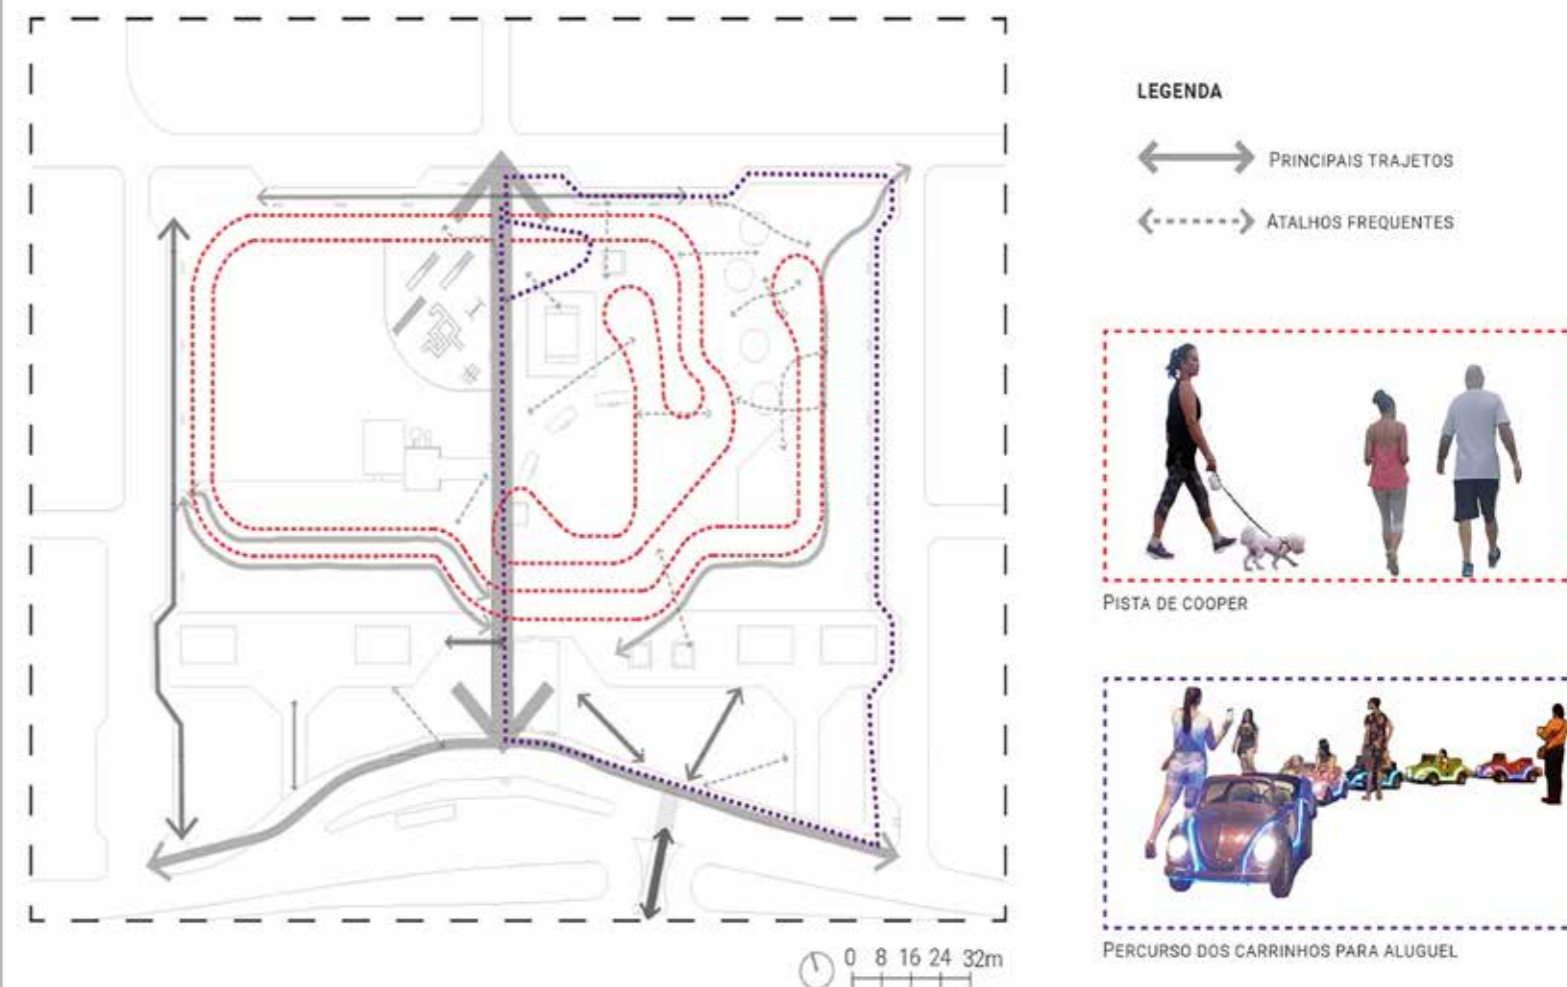 LEGENDA
PRINCIPAIS TRAJETOS
ATALHOS FREQUENTES
PISTA DE COOPER
PERCURSO DOS CARRINHOS PARA ALUGUEL
0 8 16 24 32m